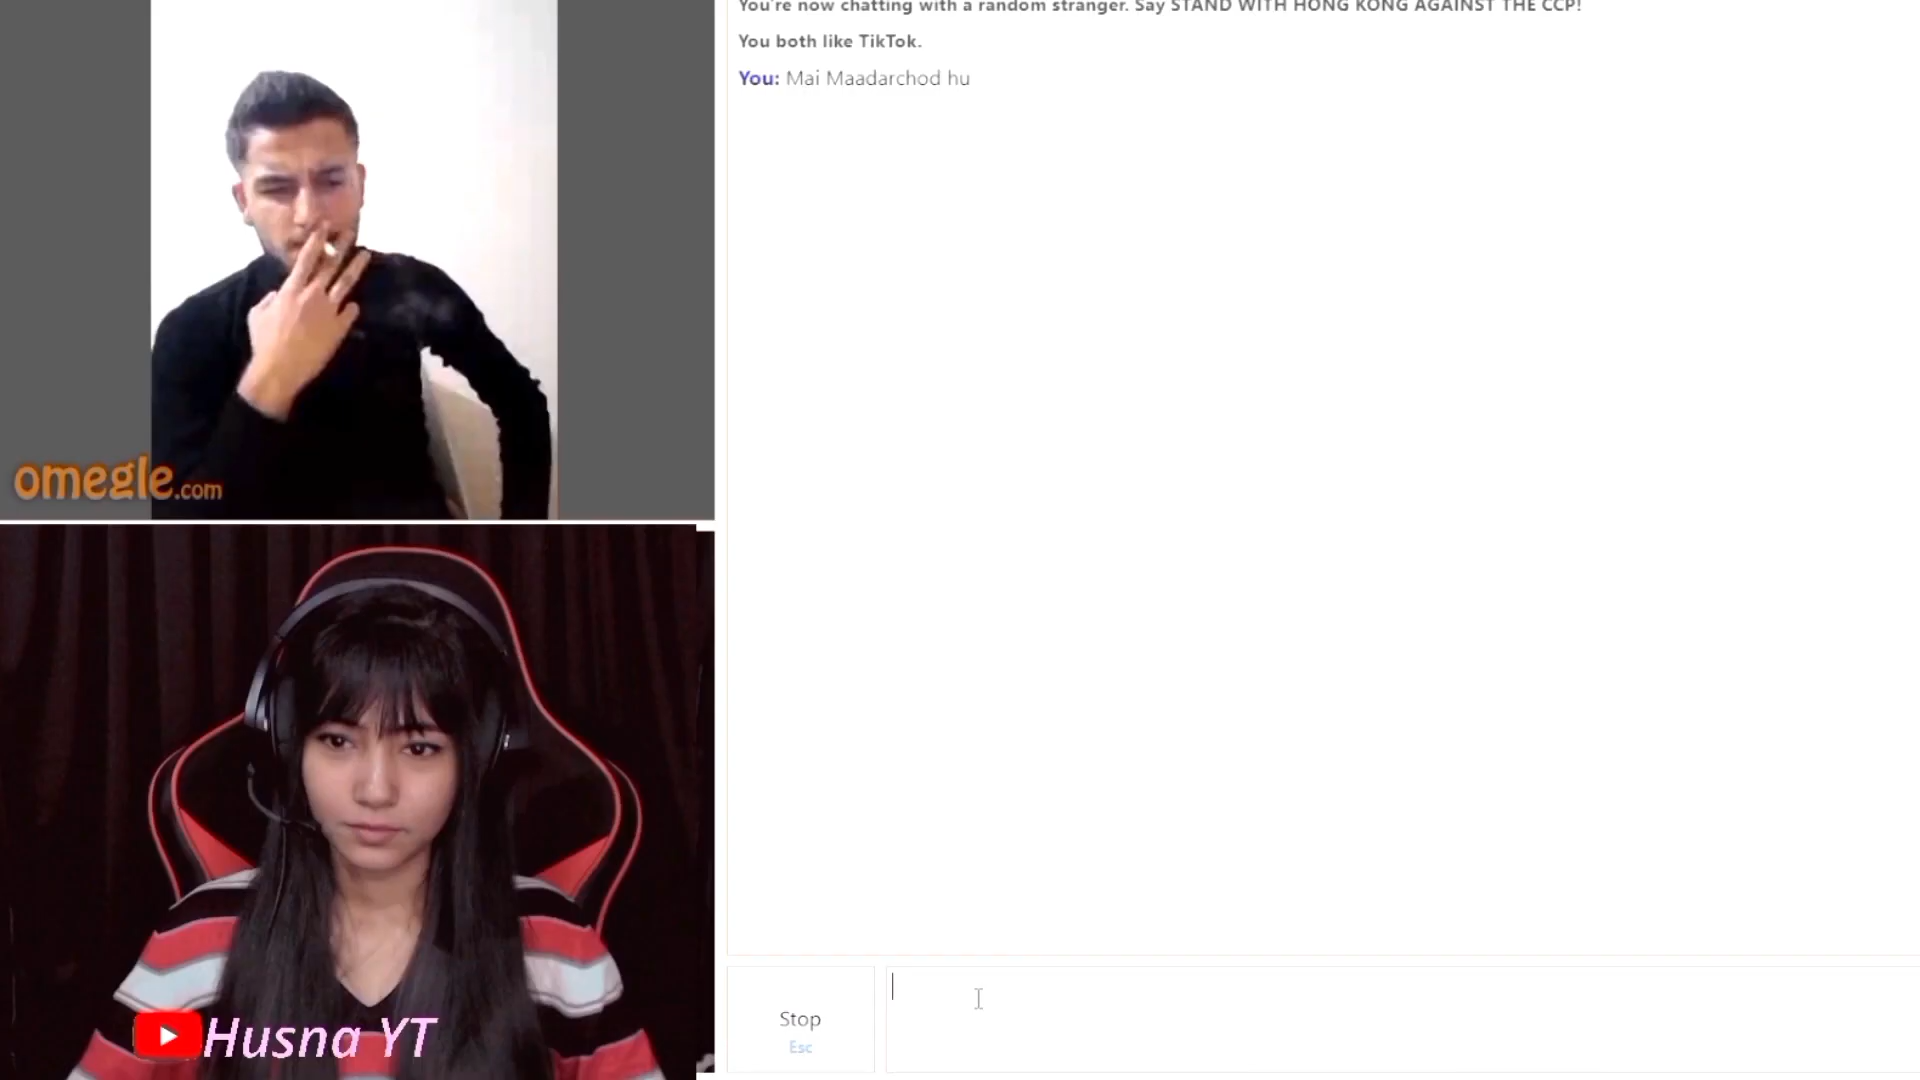 You're now chatting with a random stranger. Say STAND WITH HONG KONG AGAINST THE CCP!
You both like TikTok.
You: Mai Maadarchod hu
omegle.com
Husna YT
Stop
Esc